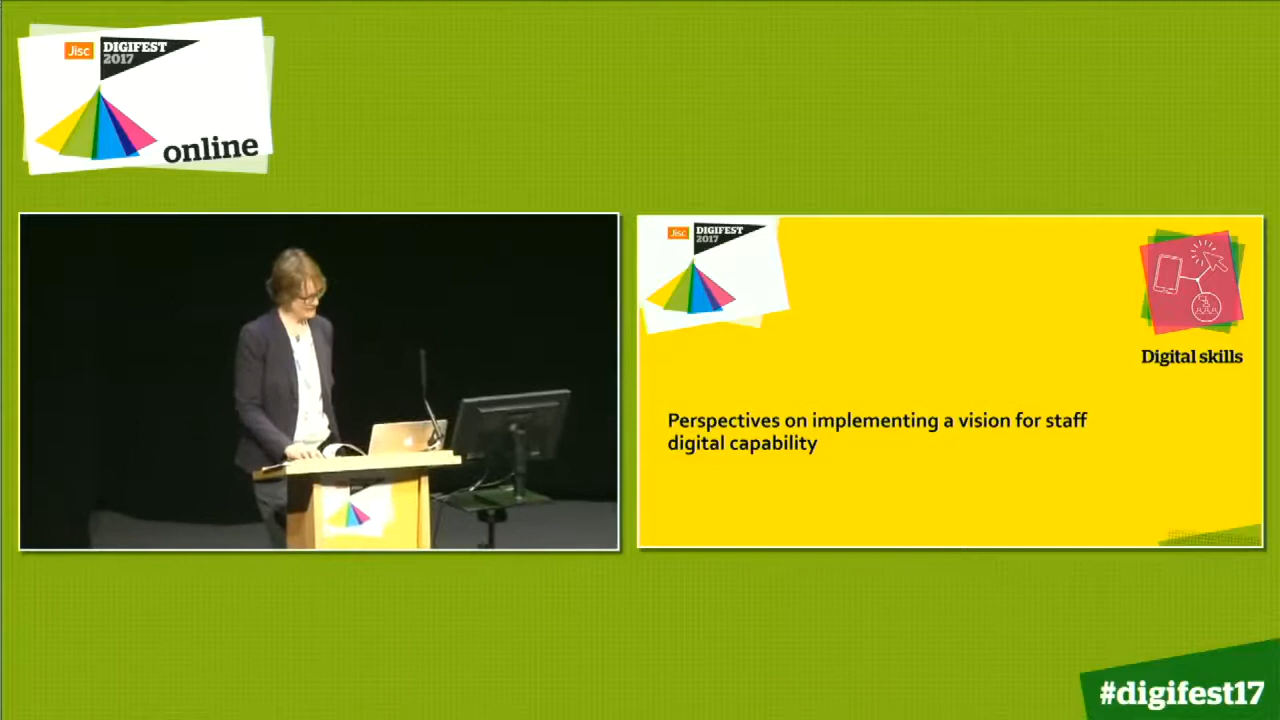 Jisc
DIGIFEST
2017
online
Jisc
DIGIFEST
2017
Digital skills
Perspectives on implementing a vision for staff
digital capability
#digifest17